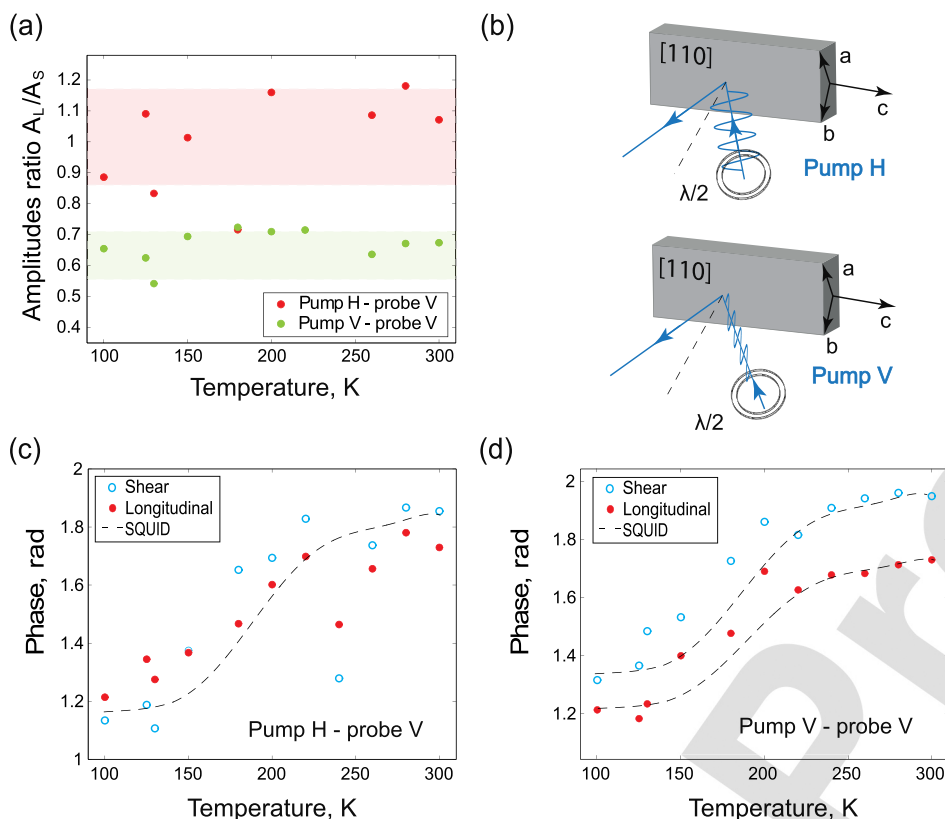 (a)
Amplitudes ratio A_L/A_S
1.2
1.1
1
0.9
0.8
0.7
0.6
0.5
0.4
Pump H - probe V
Pump V - probe V
100
150
200
250
300
Temperature, K
(b)
[110]
a
b
c
Pump H
λ/2
[110]
a
b
c
Pump V
λ/2
(c)
Phase, rad
2
1.8
1.6
1.4
1.2
1
Shear
Longitudinal
SQUID
Pump H - probe V
100
150
200
250
300
Temperature, K
(d)
Phase, rad
2
1.8
1.6
1.4
1.2
Shear
Longitudinal
SQUID
Pump V - probe V
100
150
200
250
300
Temperature, K